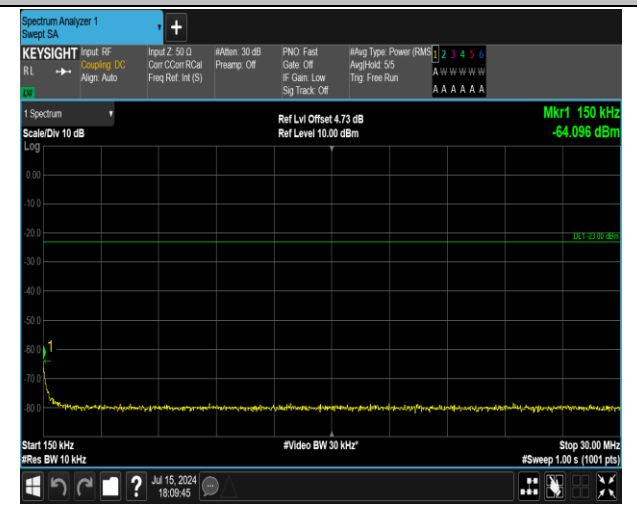 Spectrum Analyzer 1
Swept SA
+
KEYSIGHT
RL
LXI
Input: RF
Coupling: DC
Align: Auto
Input Z: 50 Ω
Corr CCorr RCal
Freq Ref: Int (S)
#Atten: 30 dB
Preamp: Off
PNO: Fast
Gate: Off
IF Gain: Low
Sig Track: Off
#Avg Type: Power (RMS
Avg|Hold: 5/5
Trig: Free Run
1 2 3 4 5 6
A W W W W W
A A A A A A
1 Spectrum
Scale/Div 10 dB
Log
Ref Lvl Offset 4.73 dB
Ref Level 10.00 dBm
Mkr1 150 kHz
-64.096 dBm
0.00
-10.0
-20.0
DL1 -23.00 dBm
-30.0
-40.0
-50.0
-60.0
1
-70.0
-80.0
Start 150 kHz
#Res BW 10 kHz
#Video BW 30 kHz*
Stop 30.00 MHz
#Sweep 1.00 s (1001 pts)
?
Jul 15, 2024
18:09:45